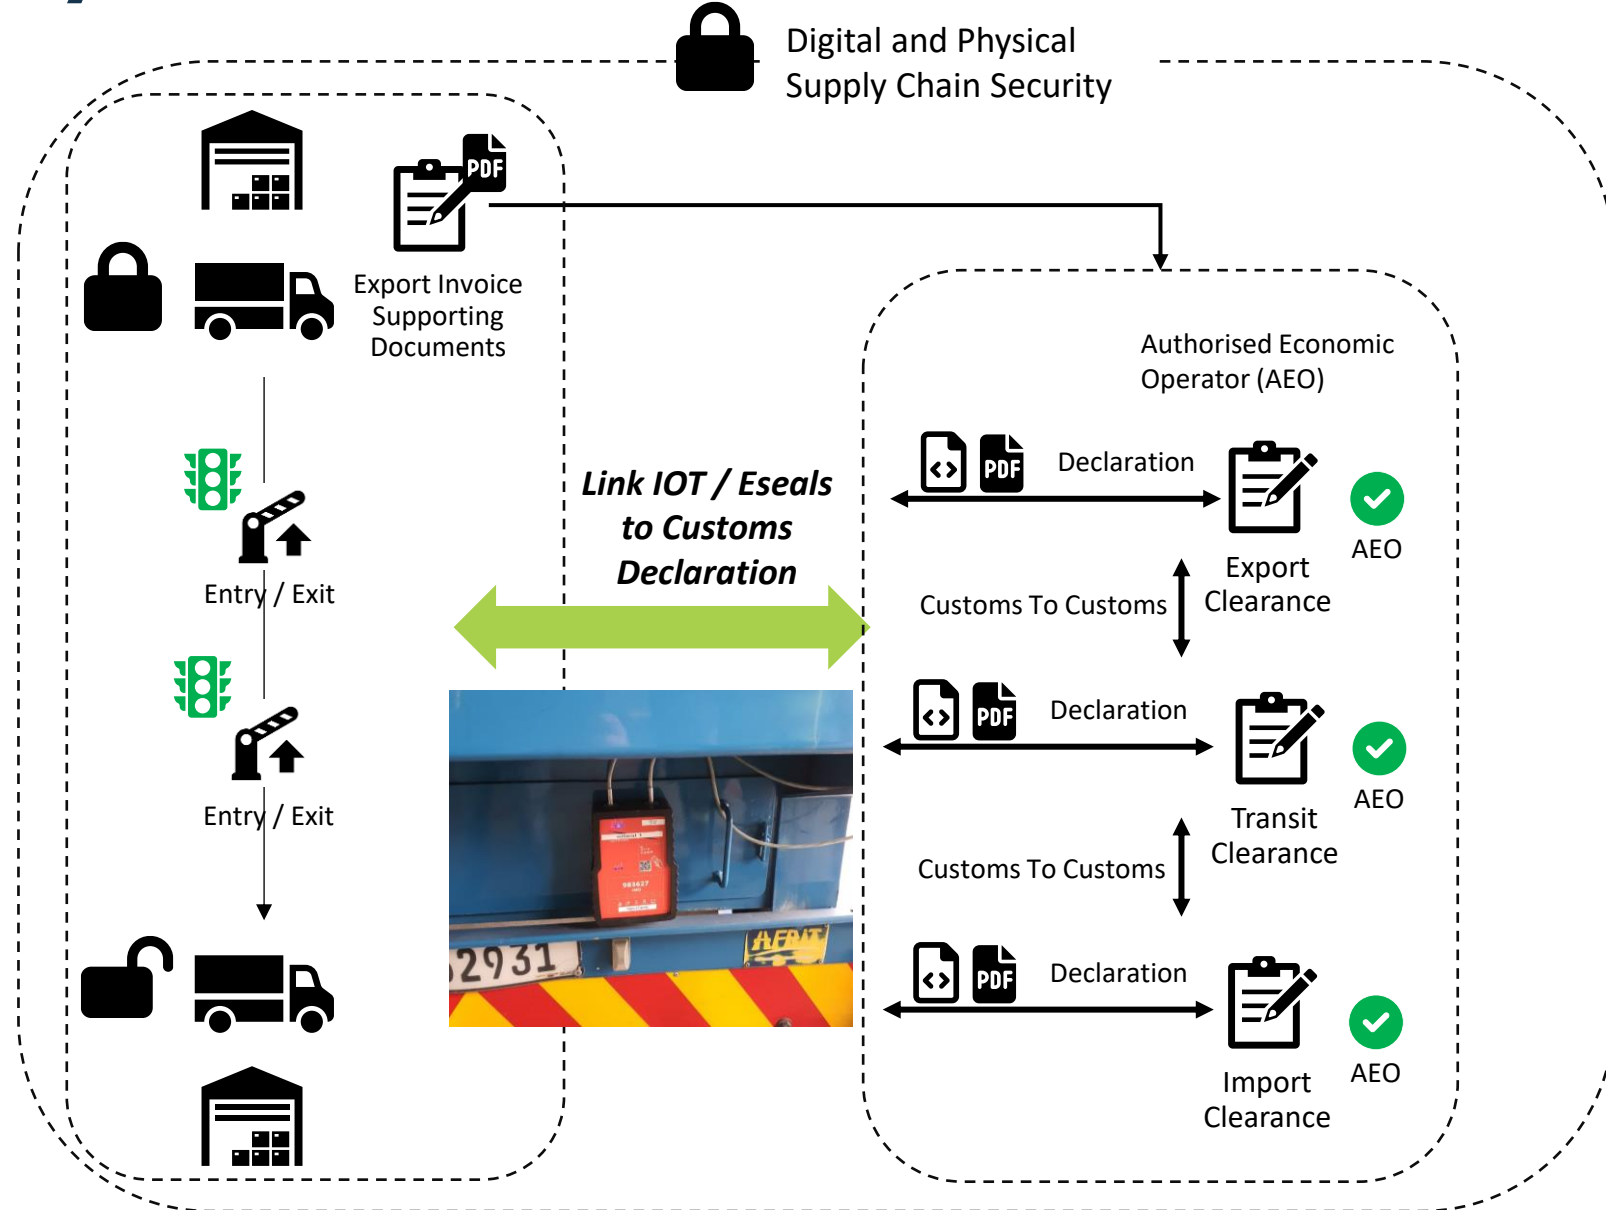 Digital and Physical
Supply Chain Security
PDF
Export Invoice
Supporting
Documents
Authorised Economic
Operator (AEO)
PDF
Declaration
Export
Clearance
AEO
Link IOT / Eseals
to Customs
Declaration
Entry / Exit
Customs To Customs
PDF
Declaration
Transit
Clearance
AEO
Entry / Exit
983627
Customs To Customs
2931
PDF
Declaration
Import
Clearance
AEO